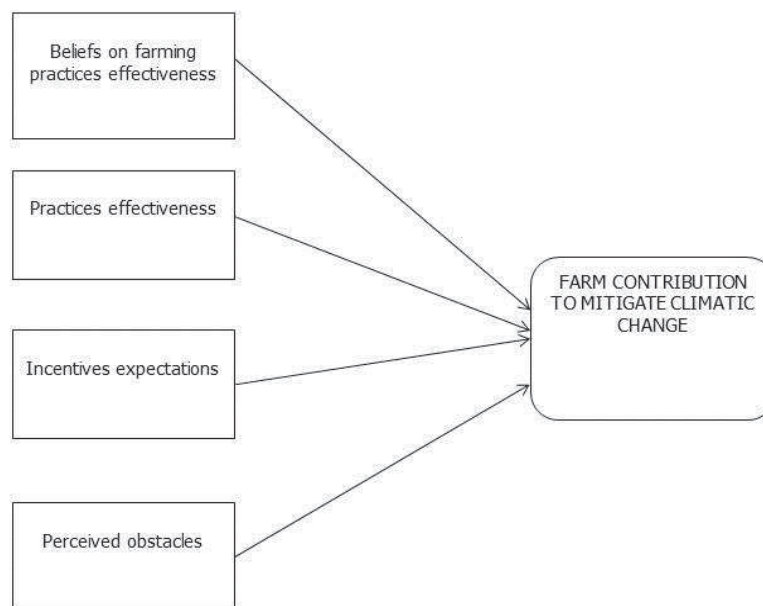 Beliefs on farming
practices effectiveness
Practices effectiveness
Incentives expectations
Perceived obstacles
FARM CONTRIBUTION
TO MITIGATE CLIMATIC
CHANGE